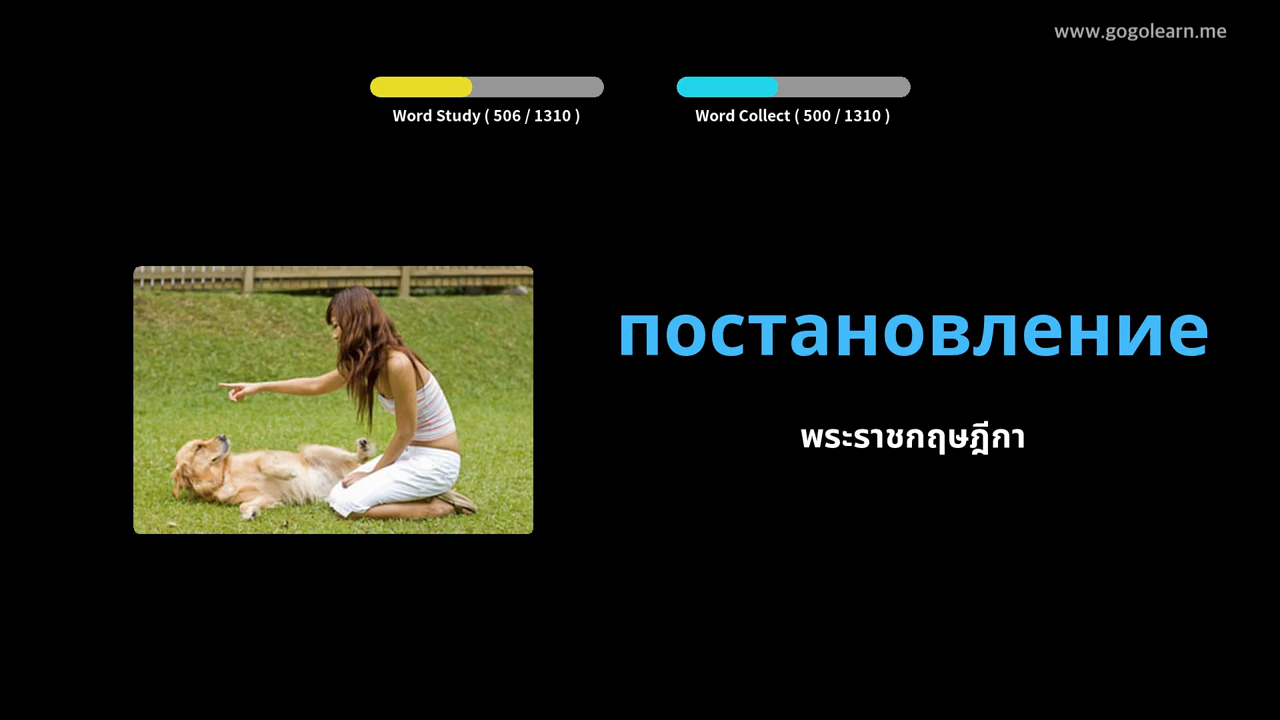 www.gogolearn.me
Word Study ( 506 / 1310 )
Word Collect ( 500 / 1310 )
постановление
พระราชกฤษฎีกา